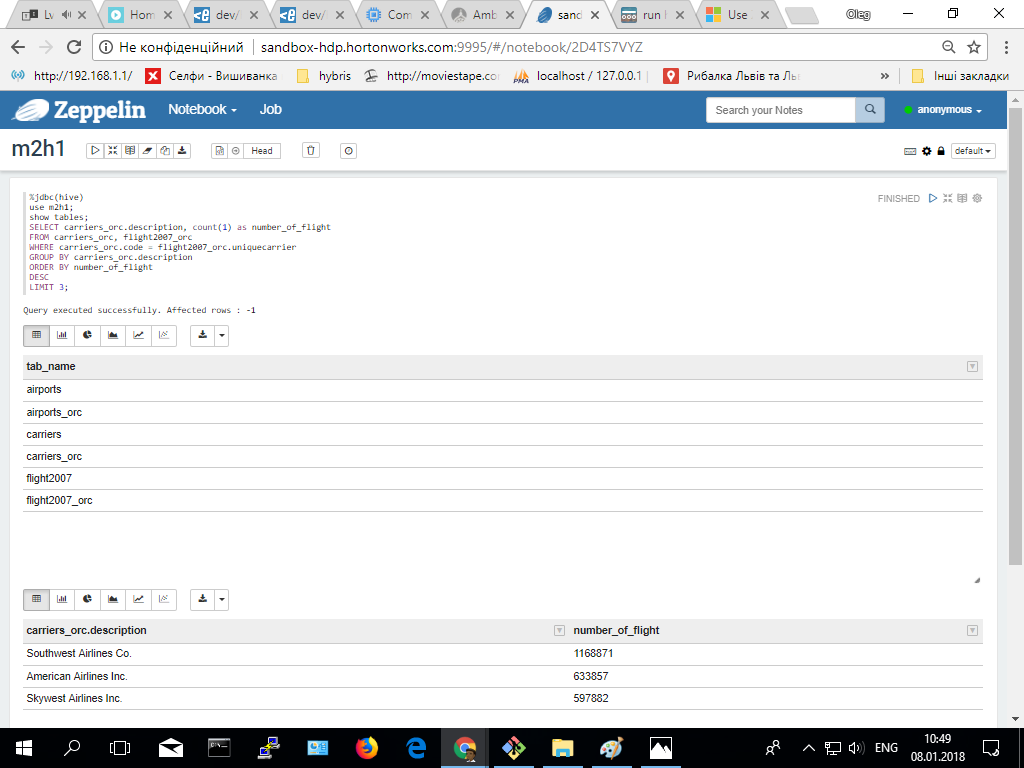 Hom
dev/
dev/
Com
Amb
sand
run
Use
Oleg
Не конфіденційний
sandbox-hdp.hortonworks.com:9995/#/notebook/2D4TS7VYZ
http://192.168.1.1/
Селфи - Вишиванка
hybris
http://moviestape.co
localhost / 127.0.0.1
PMA
Рибалка Львів та Ль
»
Інші закладки
Zeppelin
Notebook
Job
Search your Notes
anonymous
m2h1
Head
default
%jdbc(hive)
use m2h1;
show tables;
SELECT carriers_orc.description, count(1) as number_of_flight
FROM carriers_orc, flight2007_orc
WHERE carriers_orc.code = flight2007_orc.uniquecarrier
GROUP BY carriers_orc.description
ORDER BY number_of_flight
DESC
LIMIT 3;
FINISHED
Query executed successfully. Affected rows : -1
tab_name
airports
airports_orc
carriers
carriers_orc
flight2007
flight2007_orc
carriers_orc.description number_of_flight
Southwest Airlines Co. 1168871
American Airlines Inc. 633857
Skywest Airlines Inc. 597882
ENG
10:49
08.01.2018